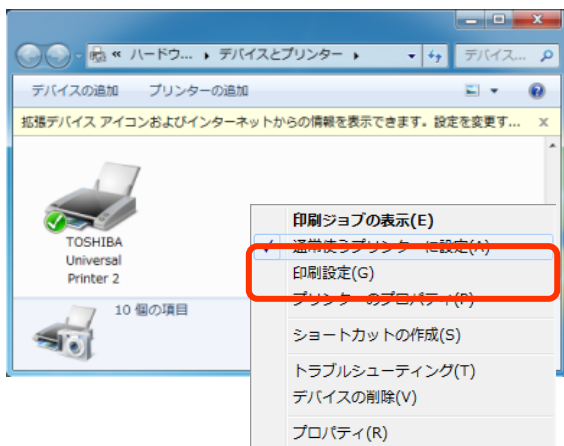 « ハードウ... ▸ デバイスとプリンター ▸
デバイス...
デバイスの追加 プリンターの追加
拡張デバイス アイコンおよびインターネットからの情報を表示できます。設定を変更す... x
TOSHIBA
Universal
Printer 2
10 個の項目
印刷ジョブの表示(E)
✓ 通常使うプリンターに設定(A)
印刷設定(G)
プリンターのプロパティ(P)
ショートカットの作成(S)
トラブルシューティング(T)
デバイスの削除(V)
プロパティ(R)